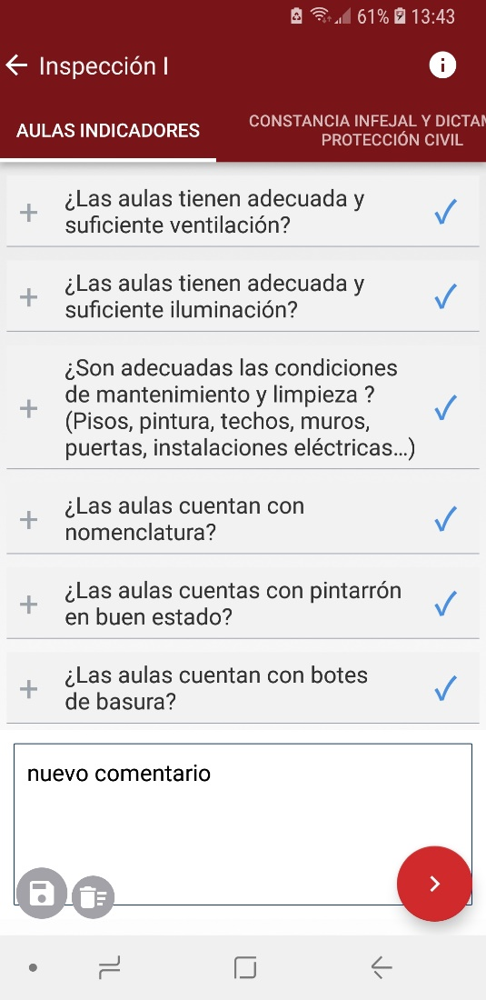 61% 13:43
Inspección I
AULAS INDICADORES
CONSTANCIA INFEJAL Y DICTAM
PROTECCIÓN CIVIL
¿Las aulas tienen adecuada y
suficiente ventilación?
¿Las aulas tienen adecuada y
suficiente iluminación?
¿Son adecuadas las condiciones
de mantenimiento y limpieza ?
(Pisos, pintura, techos, muros,
puertas, instalaciones eléctricas...)
¿Las aulas cuentan con
nomenclatura?
¿Las aulas cuentas con pintarrón
en buen estado?
¿Las aulas cuentan con botes
de basura?
nuevo comentario